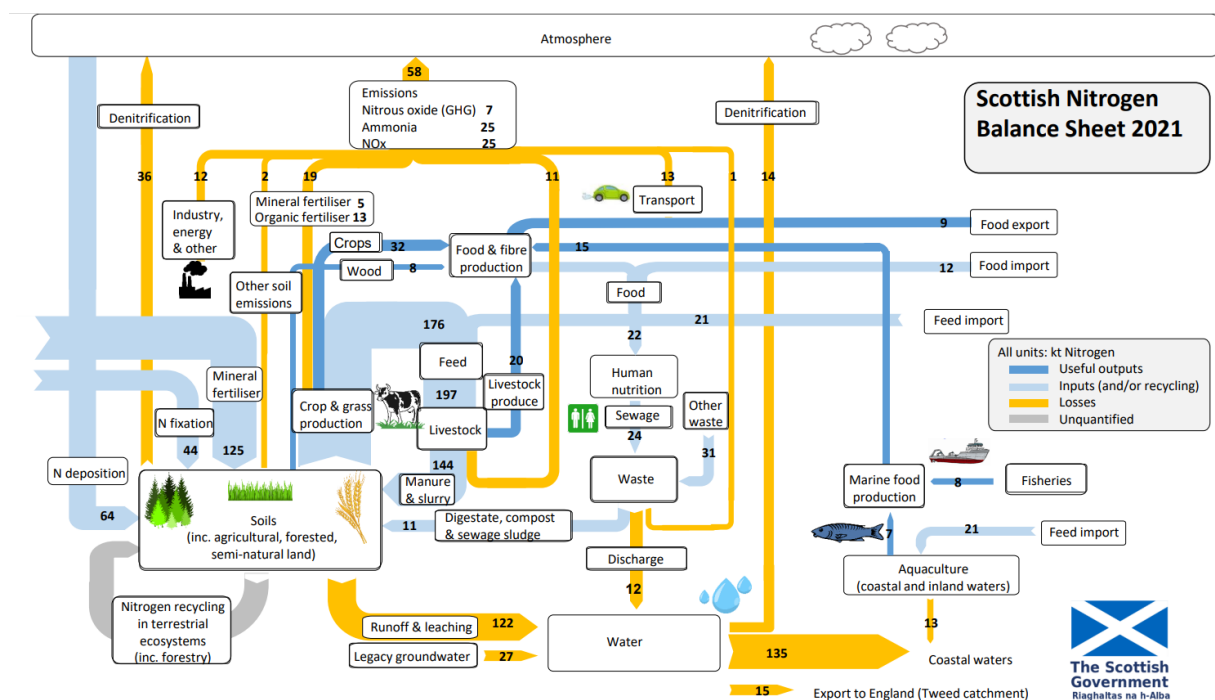 Atmosphere
58
Emissions
Nitrous oxide (GHG) 7
Ammonia 25
NOx 25
Denitrification
Denitrification
Scottish Nitrogen
Balance Sheet 2021
36
12
2
19
11
13
1
14
Mineral fertiliser 5
Organic fertiliser 13
Transport
Industry,
energy
& other
Crops
32
Wood
8
Food & fibre
production
15
9
Food export
12
Food import
Other soil
emissions
Food
176
21
Feed import
22
Feed
20
Mineral
fertiliser
Human
nutrition
All units: kt Nitrogen
Useful outputs
Inputs (and/or recycling)
Losses
Unquantified
197
Livestock
produce
Crop & grass
production
N fixation
Sewage
Other
waste
Livestock
44
125
24
31
144
N deposition
Manure
& slurry
Waste
Marine food
production
8
Fisheries
64
Soils
(inc. agricultural, forested,
semi-natural land)
11
Digestate, compost
& sewage sludge
7
21
Feed import
Discharge
Aquaculture
(coastal and inland waters)
12
Nitrogen recycling
in terrestrial
ecosystems
(inc. forestry)
Runoff & leaching
122
Water
13
Legacy groundwater
27
135
Coastal waters
15
Export to England (Tweed catchment)
The Scottish
Government
Riaghaltas na h-Alba